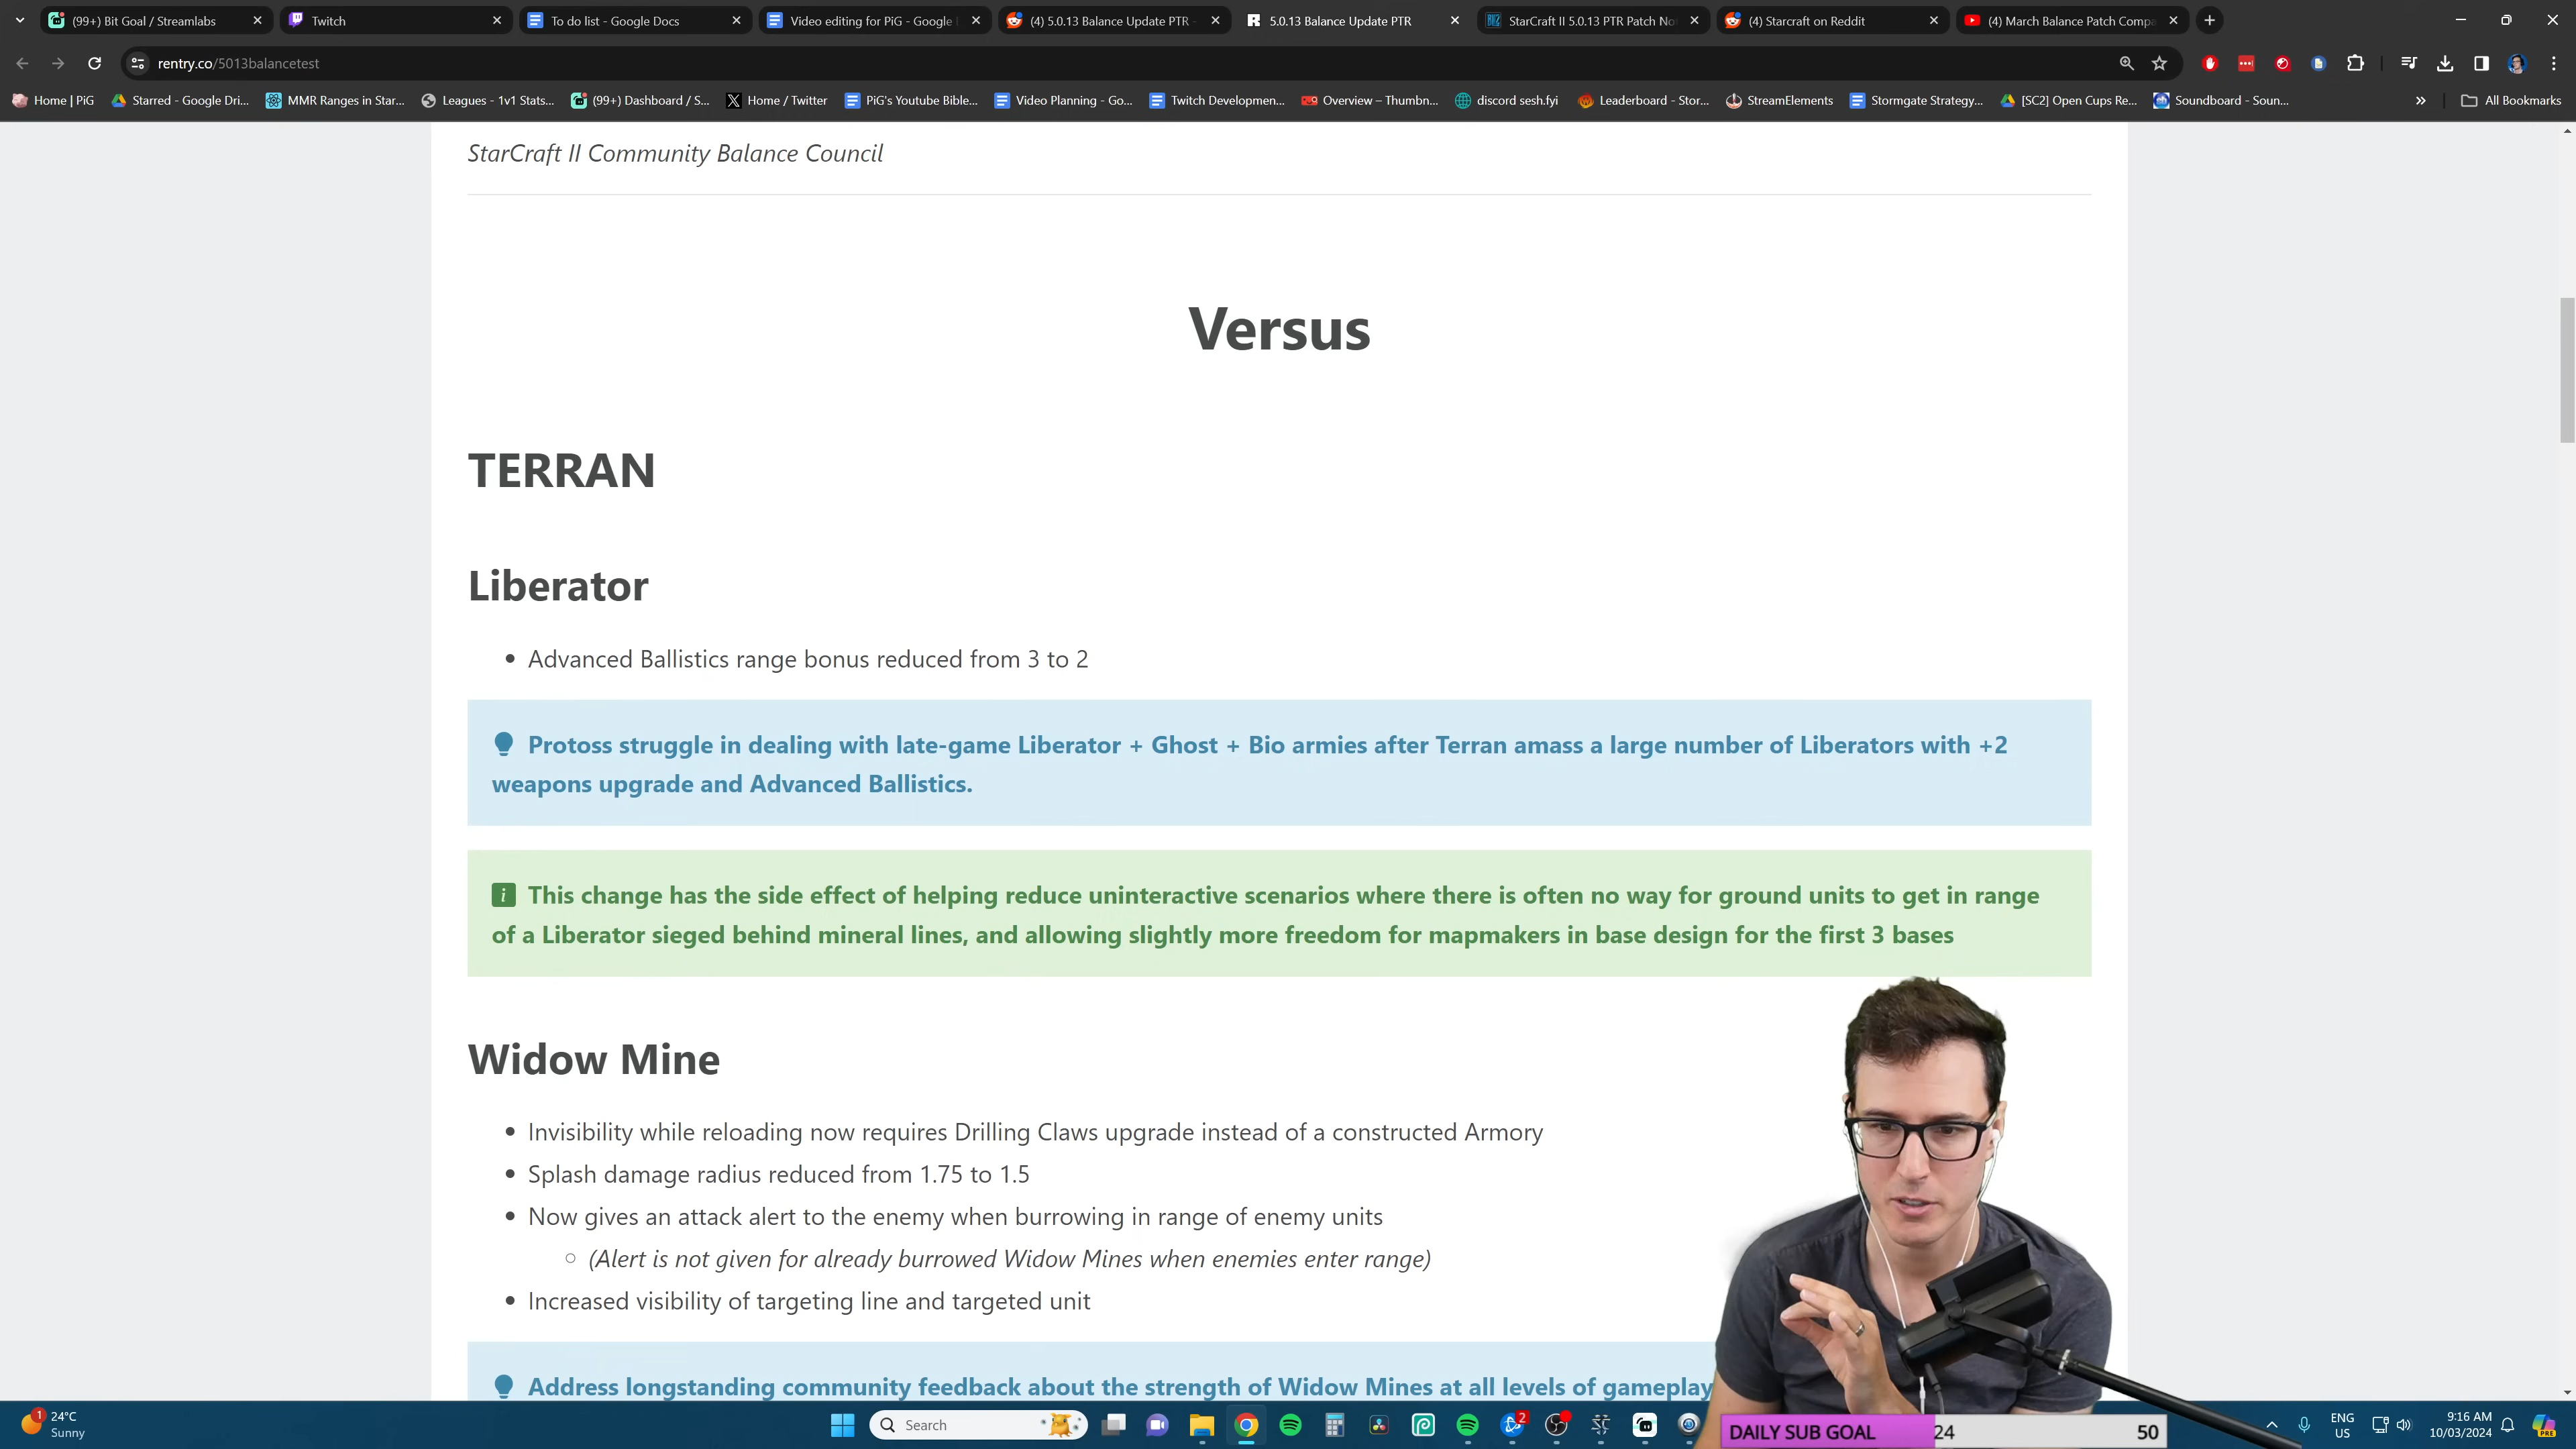 (99+) Bit Goal / Streamlabs
Twitch
To do list - Google Docs
Video editing for PiG - Google
(4) 5.0.13 Balance Update PTR
5.0.13 Balance Update PTR
StarCraft II 5.0.13 PTR Patch No
(4) Starcraft on Reddit
(4) March Balance Patch Comp
rentry.co/5013balancetest
Home | PiG
Starred - Google Dri...
MMR Ranges in Star...
Leagues - 1v1 Stats...
(99+) Dashboard / S...
Home / Twitter
PiG's Youtube Bible...
Video Planning - Go...
Twitch Developmen...
Overview – Thumbn...
discord sesh.fyi
Leaderboard - Stor...
StreamElements
Stormgate Strategy...
[SC2] Open Cups Re...
Soundboard - Soun...
All Bookmarks
StarCraft II Community Balance Council
Versus
TERRAN
Liberator
Advanced Ballistics range bonus reduced from 3 to 2
Protoss struggle in dealing with late-game Liberator + Ghost + Bio armies after Terran amass a large number of Liberators with +2
weapons upgrade and Advanced Ballistics.
This change has the side effect of helping reduce uninteractive scenarios where there is often no way for ground units to get in range
of a Liberator sieged behind mineral lines, and allowing slightly more freedom for mapmakers in base design for the first 3 bases
Widow Mine
Invisibility while reloading now requires Drilling Claws upgrade instead of a constructed Armory
Splash damage radius reduced from 1.75 to 1.5
Now gives an attack alert to the enemy when burrowing in range of enemy units
(Alert is not given for already burrowed Widow Mines when enemies enter range)
Increased visibility of targeting line and targeted unit
Address longstanding community feedback about the strength of Widow Mines at all levels of gameplay
1
24°C
Sunny
Search
2
DAILY SUB GOAL
24
50
ENG
US
9:16 AM
10/03/2024
PRE